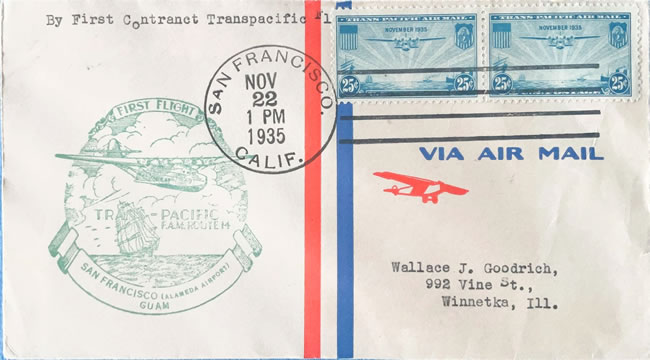 By First Contranct Transpacific Fl
TRANS-PACIFIC AIR MAIL
NOVEMBER 1935
25¢ 25¢
TRANS-PACIFIC AIR MAIL
NOVEMBER 1935
25¢ 25¢
SAN FRANCISCO.
NOV
22
1 PM
1935
CALIF.
FIRST FLIGHT
TRANS-PACIFIC
F.A.M. ROUTE 14
SAN FRANCISCO (ALAMEDA AIRPORT)
GUAM
VIA AIR MAIL
Wallace J. Goodrich,
992 Vine St.,
Winnetka, Ill.